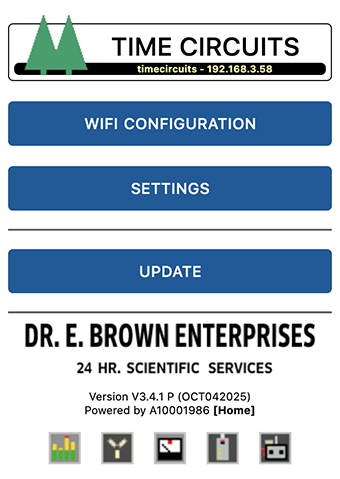 TIME CIRCUITS
timecircuits - 192.168.3.58
WIFI CONFIGURATION
SETTINGS
UPDATE
DR. E. BROWN ENTERPRISES
24 HR. SCIENTIFIC SERVICES
Version V3.4.1 P (OCT042025)
Powered by A10001986 [Home]